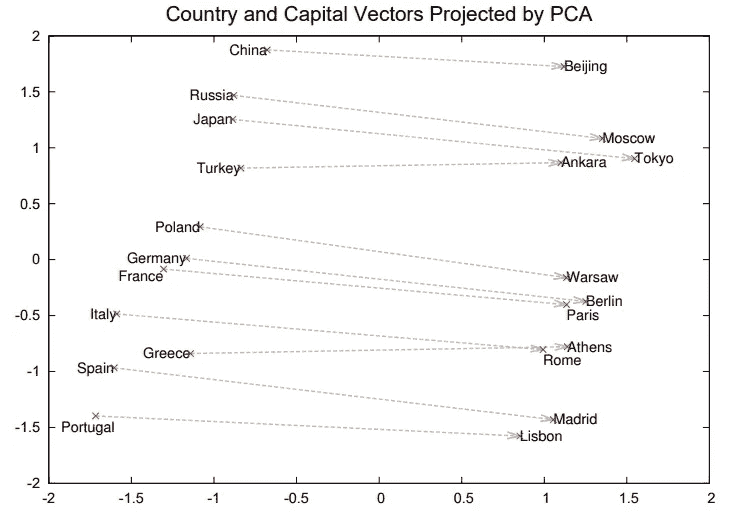 Country and Capital Vectors Projected by PCA
2
China
Beijing
1.5
Russia
Japan
Moscow
1
Tokyo
Turkey
Ankara
0.5
Poland
0
Germany
France
Warsaw
Berlin
-0.5
Italy
Paris
Greece
Athens
Rome
-1
Spain
Madrid
-1.5
Portugal
Lisbon
-2
-2
-1.5
-1
-0.5
0
0.5
1
1.5
2